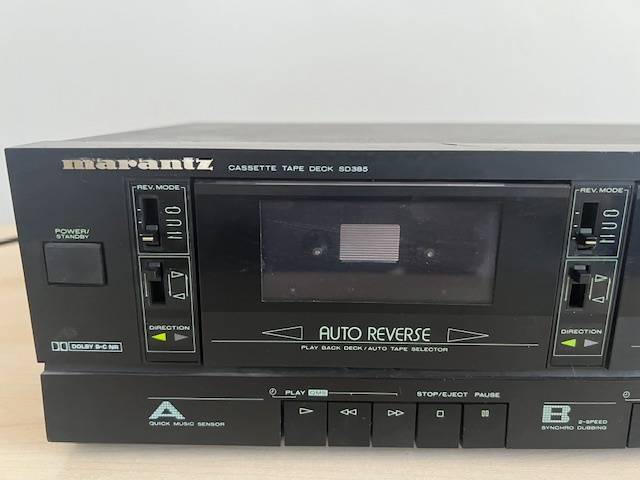 marantz CASSETTE TAPE DECK SD385
REV. MODE
REV. MODE
POWER/
STANDBY
DIRECTION
DIRECTION
DOLBY B-C NR
AUTO REVERSE
PLAY BACK DECK/AUTO TAPE SELECTOR
PLAY QMS STOP/EJECT PAUSE
A
QUICK MUSIC SENSOR
B 2-SPEED
SYNCHRO DUBBING